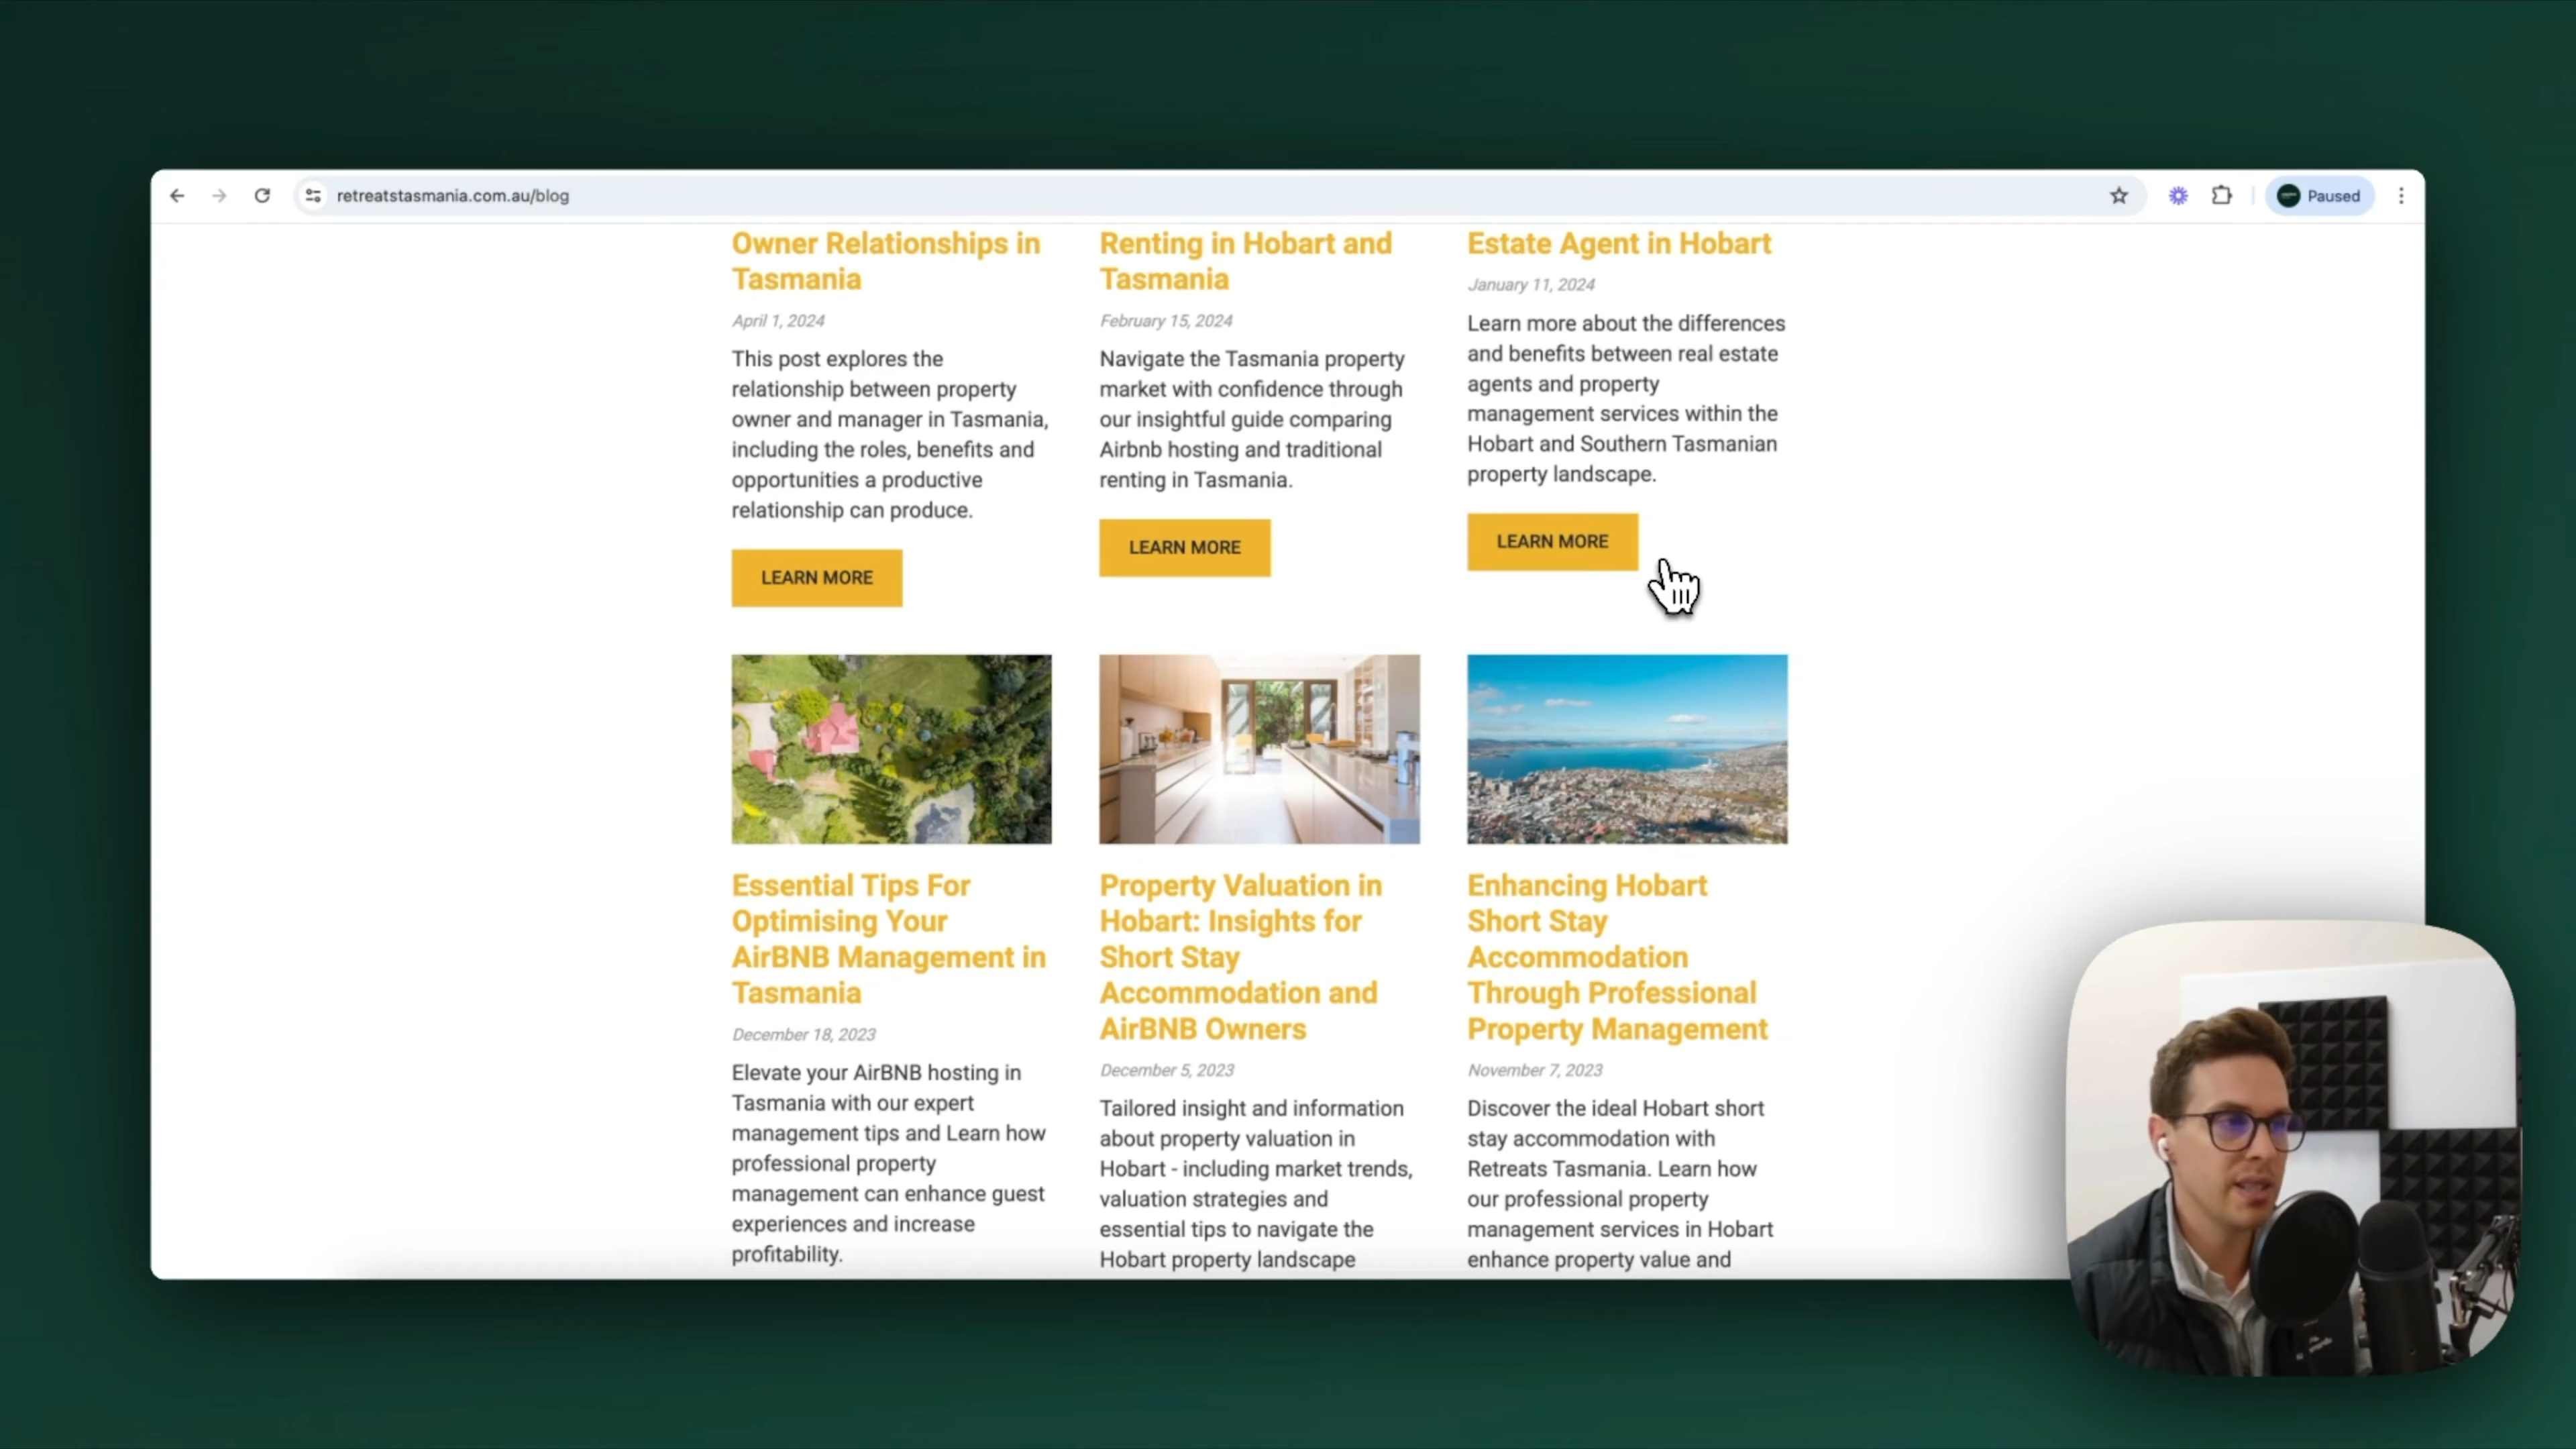 retreatstasmania.com.au/blog
Paused
Owner Relationships in
Tasmania
April 1, 2024
This post explores the
relationship between property
owner and manager in Tasmania,
including the roles, benefits and
opportunities a productive
relationship can produce.
LEARN MORE
Renting in Hobart and
Tasmania
February 15, 2024
Navigate the Tasmania property
market with confidence through
our insightful guide comparing
Airbnb hosting and traditional
renting in Tasmania.
LEARN MORE
Estate Agent in Hobart
January 11, 2024
Learn more about the differences
and benefits between real estate
agents and property
management services within the
Hobart and Southern Tasmanian
property landscape.
LEARN MORE
Essential Tips For
Optimising Your
AirBNB Management in
Tasmania
December 18, 2023
Elevate your AirBNB hosting in
Tasmania with our expert
management tips and Learn how
professional property
management can enhance guest
experiences and increase
profitability.
Property Valuation in
Hobart: Insights for
Short Stay
Accommodation and
AirBNB Owners
December 5, 2023
Tailored insight and information
about property valuation in
Hobart - including market trends,
valuation strategies and
essential tips to navigate the
Hobart property landscape
Enhancing Hobart
Short Stay
Accommodation
Through Professional
Property Management
November 7, 2023
Discover the ideal Hobart short
stay accommodation with
Retreats Tasmania. Learn how
our professional property
management services in Hobart
enhance property value and